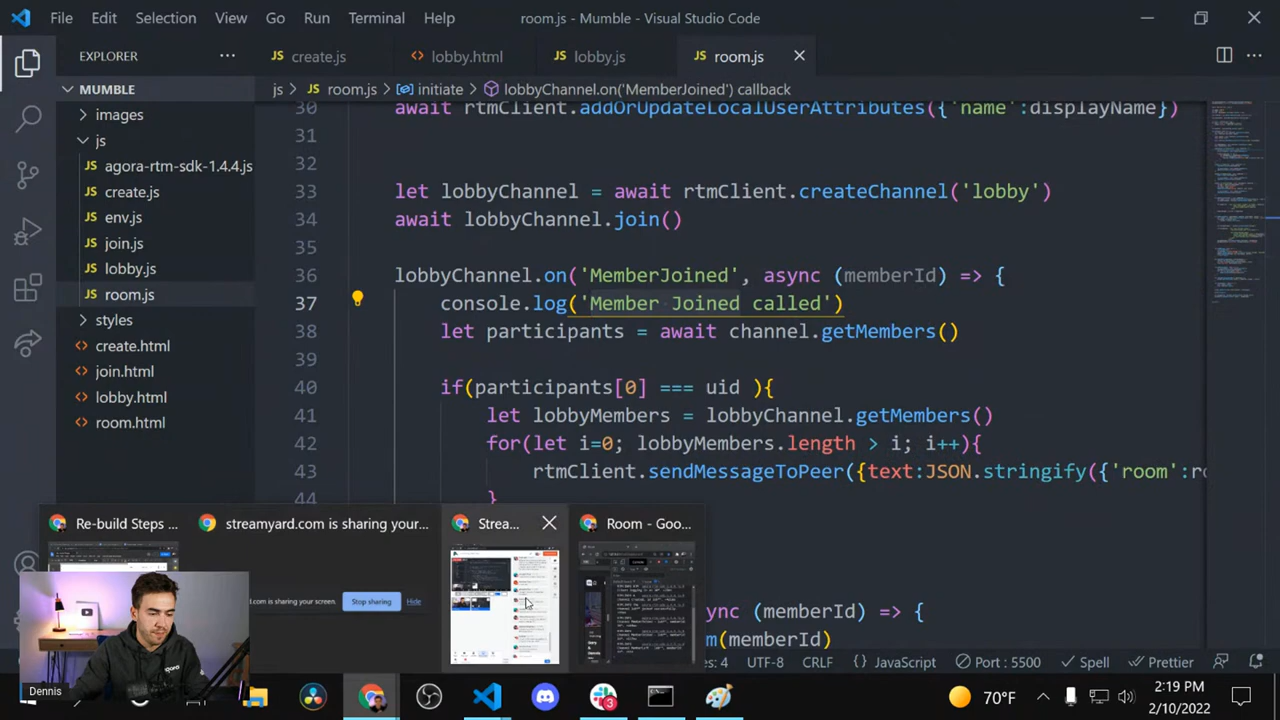 File Edit Selection View Go Run Terminal Help room.js - Mumble - Visual Studio Code
EXPLORER ... create.js lobby.html lobby.js room.js
MUMBLE
js > room.js > initiate > lobbyChannel.on('MemberJoined') callback
images
js
agora-rtm-sdk-1.4.4.js
create.js
env.js
join.js
lobby.js
room.js
styles
create.html
join.html
lobby.html
room.html
30 await rtmClient.addOrUpdateLocalUserAttributes({'name':displayName})
31
32
33 let lobbyChannel = await rtmClient.createChannel('lobby')
34 await lobbyChannel.join()
35
36 lobbyChannel.on('MemberJoined', async (memberId) => {
37 console.log('Member Joined called')
38 let participants = await channel.getMembers()
39
40 if(participants[0] === uid ){
41 let lobbyMembers = lobbyChannel.getMembers()
42 for(let i=0; lobbyMembers.length > i; i++){
43 rtmClient.sendMessageToPeer({text:JSON.stringify({'room':ro
44 }
Re-build Steps ... streamyard.com is sharing your... Strea... Room - Goo...
.com is sharing your screen. Stop sharing Hide
ync (memberId) => {
m(memberId)
es: 4 UTF-8 CRLF {} JavaScript Port : 5500 Spell Prettier
Dennis
3
70°F
2:19 PM
2/10/2022